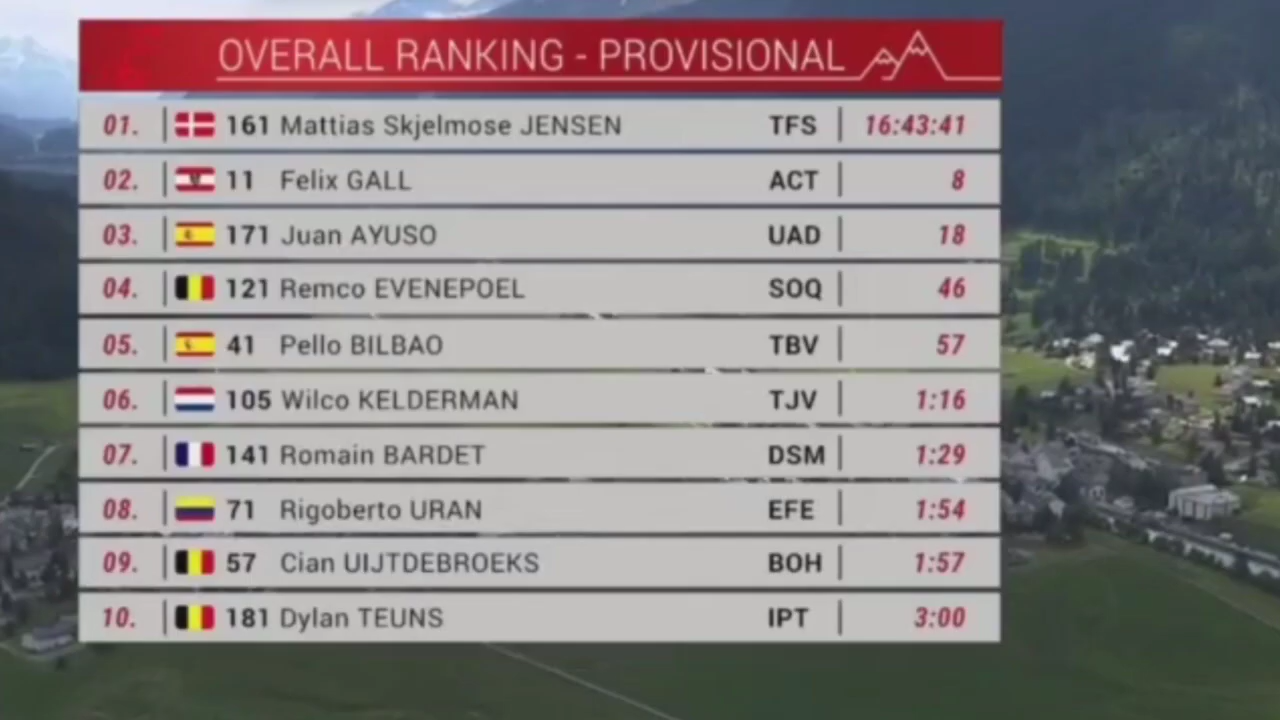 OVERALL RANKING - PROVISIONAL
01. 161 Mattias Skjelmose JENSEN TFS 16:43:41
02. 11 Felix GALL ACT 8
03. 171 Juan AYUSO UAD 18
04. 121 Remco EVENEPOEL SOQ 46
05. 41 Pello BILBAO TBV 57
06. 105 Wilco KELDERMAN TJV 1:16
07. 141 Romain BARDET DSM 1:29
08. 71 Rigoberto URAN EFE 1:54
09. 57 Cian UIJTDEBROEKS BOH 1:57
10. 181 Dylan TEUNS IPT 3:00